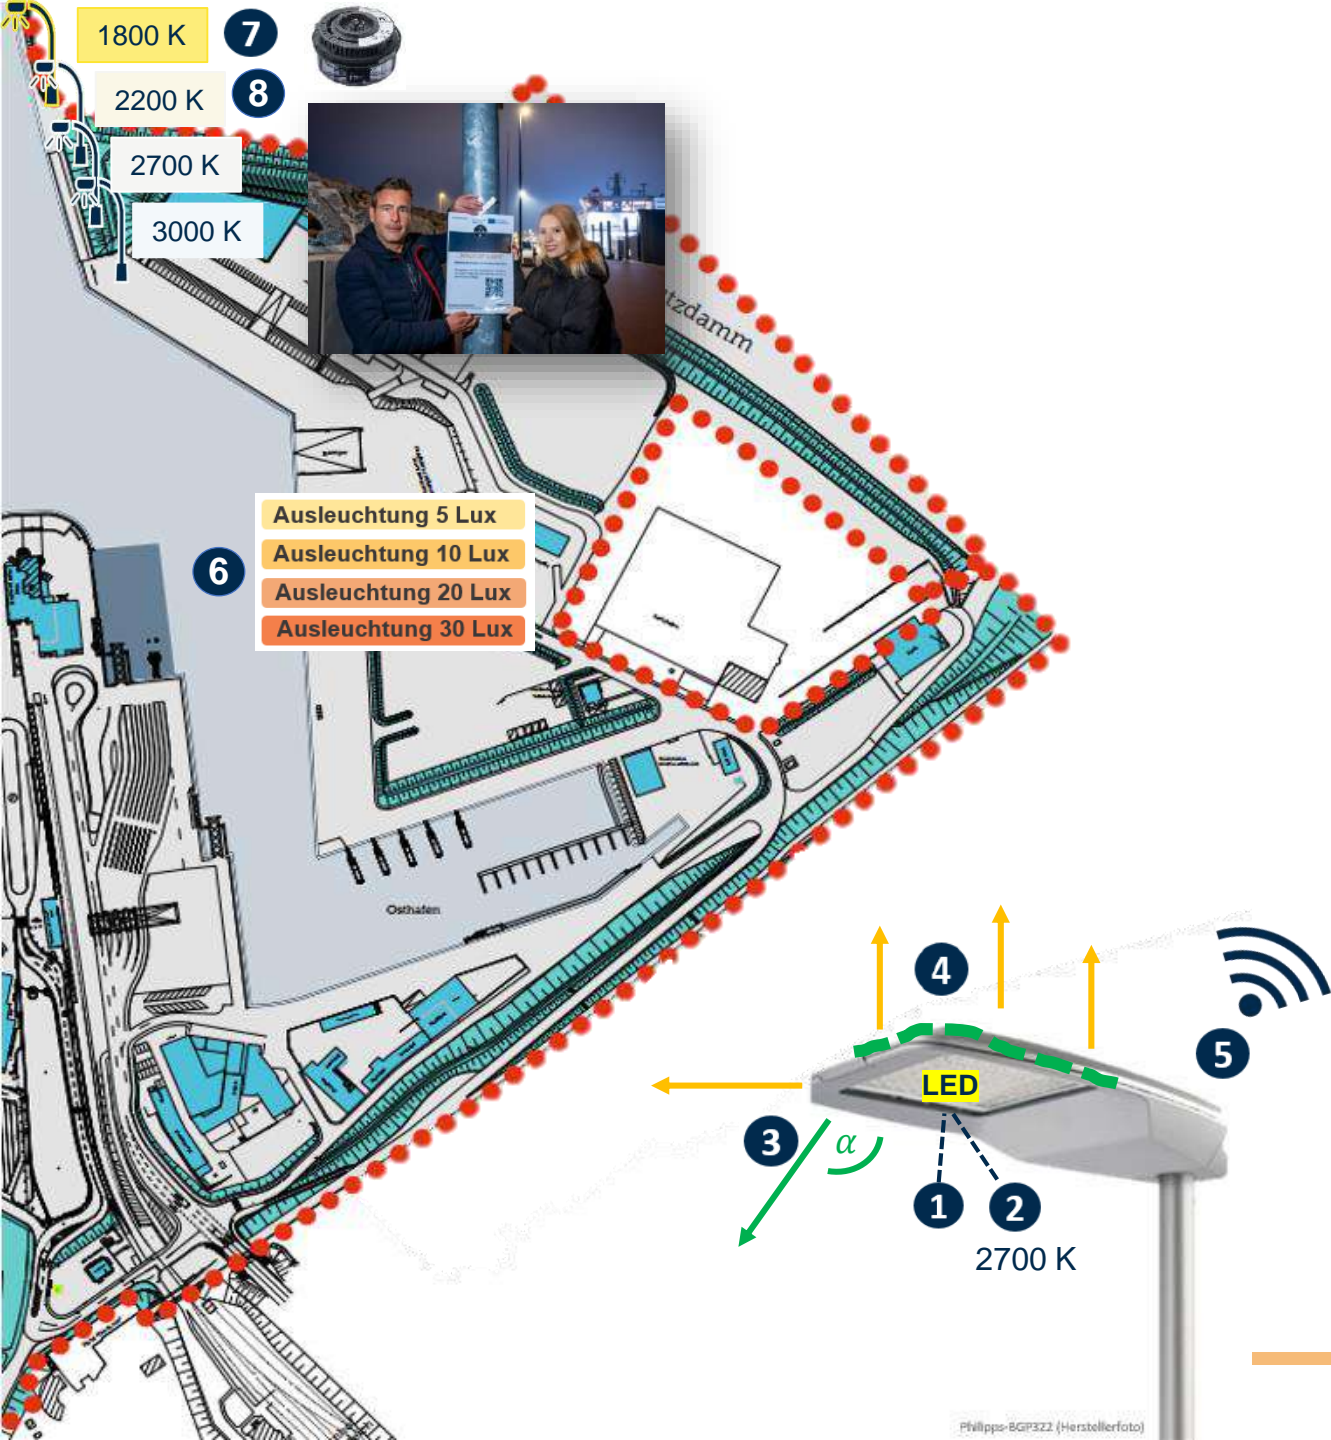 1800 K
7
2200 K
8
2700 K
3000 K
tzdamm
6
Ausleuchtung 5 Lux
Ausleuchtung 10 Lux
Ausleuchtung 20 Lux
Ausleuchtung 30 Lux
Osthafen
4
5
LED
3
α
1
2
2700 K
Philipps-BGP322 (Herstellerfoto)